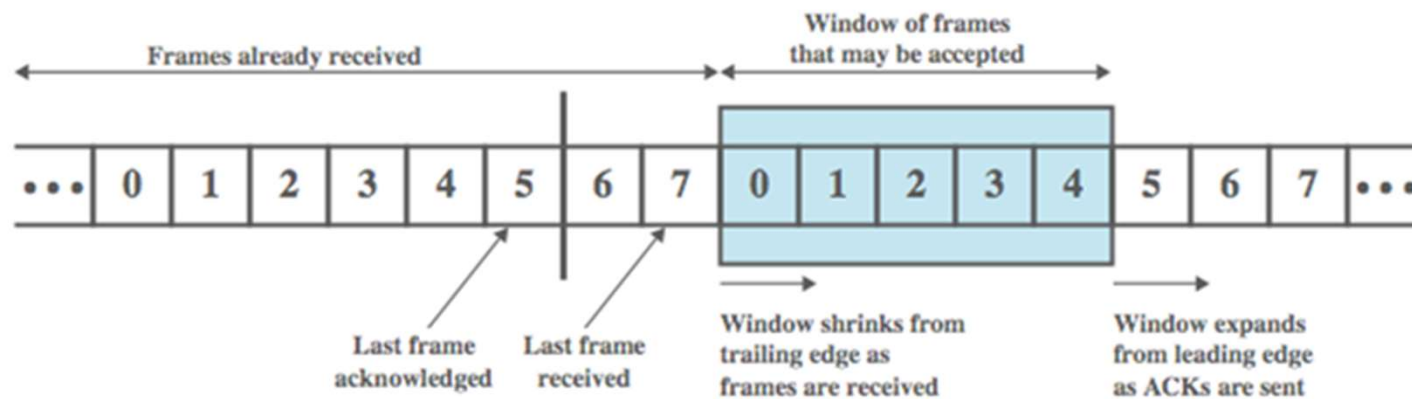 Window of frames
that may be accepted
Frames already received
••• 0 1 2 3 4 5 6 7 0 1 2 3 4 5 6 7 •••
Last frame
acknowledged
Last frame
received
Window shrinks from
trailing edge as
frames are received
Window expands
from leading edge
as ACKs are sent